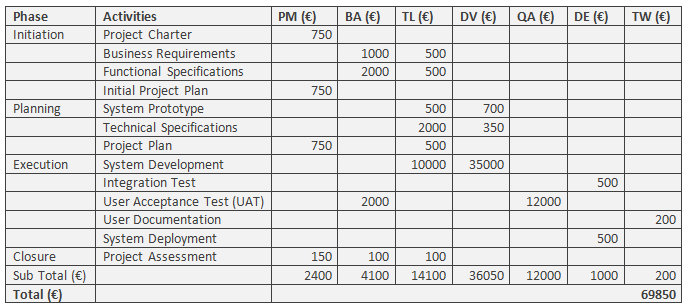 Phase Activities PM (€) BA (€) TL (€) DV (€) QA (€) DE (€) TW (€)
Initiation Project Charter 750
Business Requirements 1000 500
Functional Specifications 2000 500
Initial Project Plan 750
Planning System Prototype 500 700
Technical Specifications 2000 350
Project Plan 750 500
Execution System Development 10000 35000
Integration Test 500
User Acceptance Test (UAT) 2000 12000
User Documentation 200
System Deployment 500
Closure Project Assessment 150 100 100
Sub Total (€) 2400 4100 14100 36050 12000 1000 200
Total (€) 69850